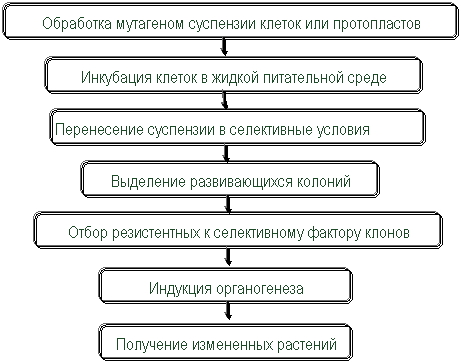 Обработка мутагеном суспензии клеток или протопластов
Инкубация клеток в жидкой питательной среде
Перенесение суспензии в селективные условия
Выделение развивающихся колоний
Отбор резистентных к селективному фактору клонов
Индукция органогенеза
Получение измененных растений